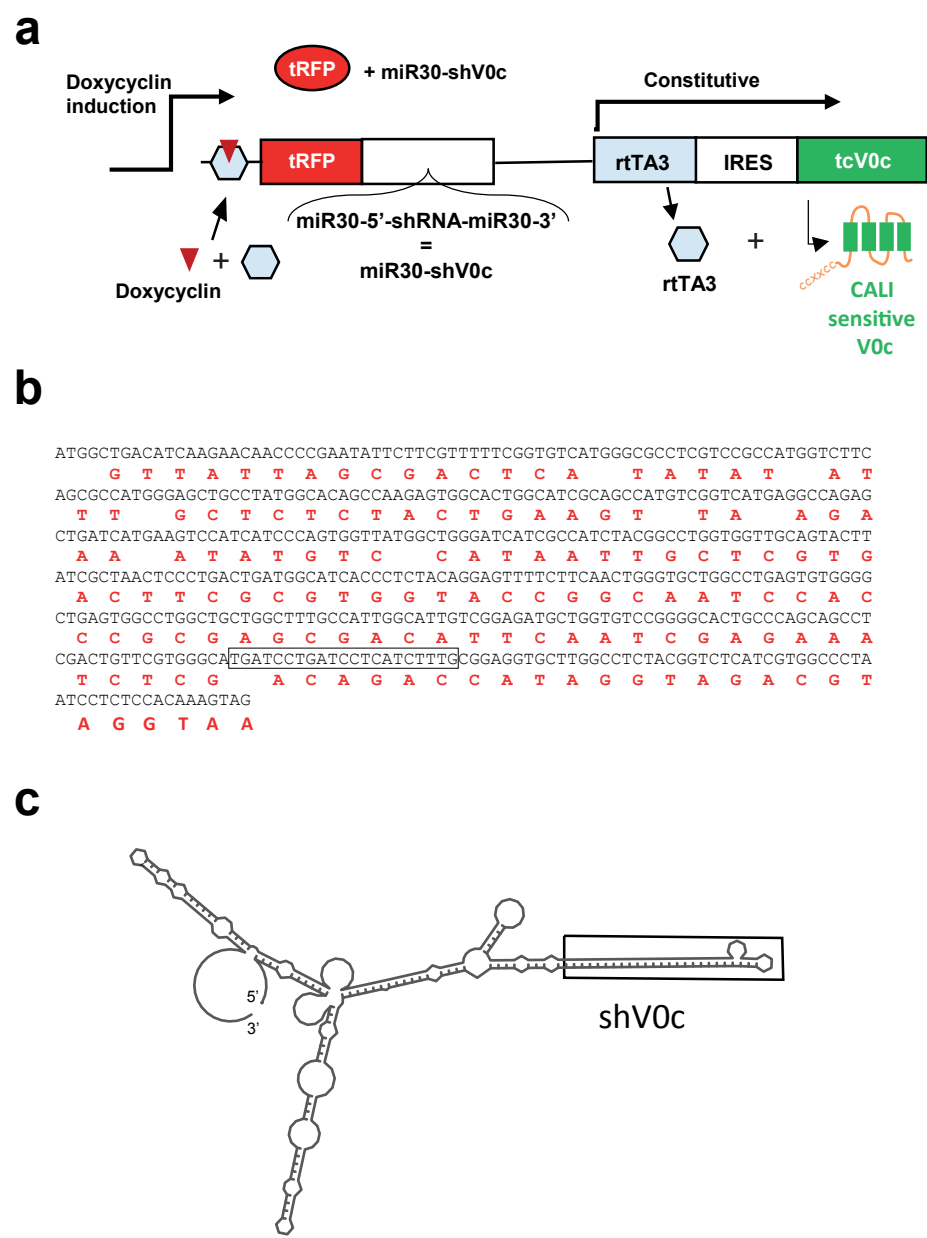 a
Doxycyclin
induction
tRFP + miR30-shV0c
Constitutive
tRFP
rtTA3 IRES tcV0c
miR30-5’-shRNA-miR30-3’
=
miR30-shV0c
+
Doxycyclin
+
rtTA3
ccxxcc
CALI
sensitive
V0c
b
ATGGCTGACATCAAGAACAACCCCGAATATTCTTCGTTTTTCGGTGTCATGGGCGCCTCGTCCGCCATGGTCTTC
G T T A T T A G C G A C T C A T A T A T A T
AGCGCCATGGGAGCTGCCTATGGCACAGCCAAGAGTGGCACTGGCATCGCAGCCATGTCGGTCATGAGGCCAGAG
T T G C T C T C T A C T G A A G T T A A G A
CTGATCATGAAGTCCATCATCCCAGTGGTTATGGCTGGGATCATCGCCATCTACGGCCTGGTGGTTGCAGTACTT
A A A T A T G T C C A T A A T T G C T C G T G
ATCGCTAACTCCCTGACTGATGGCATCACCCTCTACAGGAGTTTTCTTCAACTGGGTGCTGGCCTGAGTGTGGGG
A C T T C G C G T G G T A C C G G C A A T C C A C
CTGAGTGGCCTGGCTGCTGGCTTTGCCATTGGCATTGTCGGAGATGCTGGTGTCCGGGGCACTGCCCAGCAGCCT
C C G C G A G C G A C A T T C A A T C G A G A A A
CGACTGTTCGTGGGCATGATCCTGATCCTCATCTTTGCGGAGGTGCTTGGCCTCTACGGTCTCATCGTGGCCCTA
T C T C G A C A G A C C A T A G G T A G A C G T
ATCCTCTCCACAAAGTAG
A G G T A A
c
5’
3’
shV0c